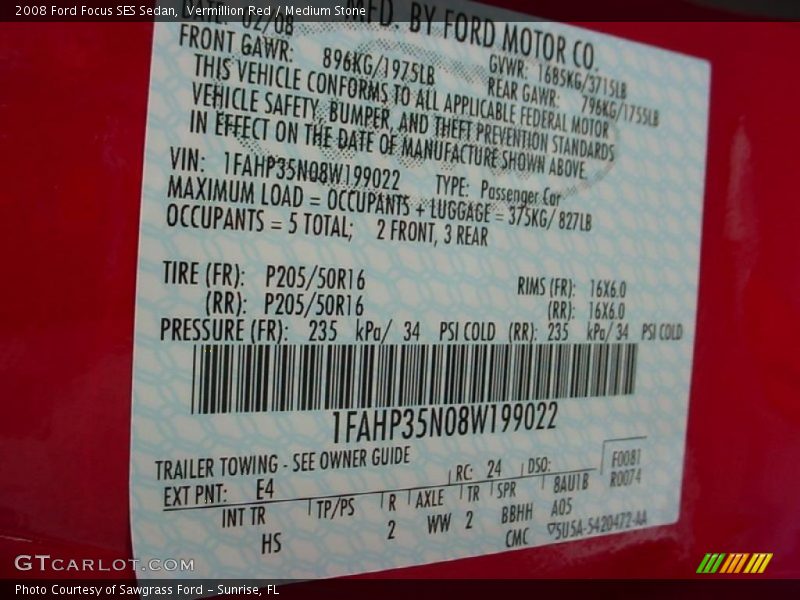 2008 Ford Focus SES Sedan, Vermillion Red / Medium Stone
DATE: 02/08 MFD. BY FORD MOTOR CO.
FRONT GAWR: 896KG/1975LB GVWR: 1685KG/3715LB
REAR GAWR: 796KG/1755LB
THIS VEHICLE CONFORMS TO ALL APPLICABLE FEDERAL MOTOR
VEHICLE SAFETY, BUMPER, AND THEFT PREVENTION STANDARDS
IN EFFECT ON THE DATE OF MANUFACTURE SHOWN ABOVE.
VIN: 1FAHP35N08W199022 TYPE: Passenger Car
MAXIMUM LOAD = OCCUPANTS + LUGGAGE = 375KG/827LB
OCCUPANTS = 5 TOTAL; 2 FRONT, 3 REAR
TIRE (FR): P205/50R16 RIMS (FR): 16X6.0
(RR): P205/50R16 (RR): 16X6.0
PRESSURE (FR): 235 kPa/ 34 PSI COLD (RR): 235 kPa/ 34 PSI COLD
1FAHP35N08W199022
TRAILER TOWING - SEE OWNER GUIDE
EXT PNT: E4 RC: 24 DSO: F0081
INT TR TP/PS R AXLE TR SPR 8AU1B R0074
HS 2 WW 2 BBHH A05
CMC ▽5U5A-5420472-AA
GTCARLOT.COM
Photo Courtesy of Sawgrass Ford - Sunrise, FL